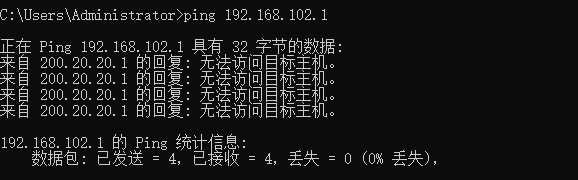 C:\Users\Administrator>ping 192.168.102.1
正在 Ping 192.168.102.1 具有 32 字节的数据:
来自 200.20.20.1 的回复: 无法访问目标主机。
来自 200.20.20.1 的回复: 无法访问目标主机。
来自 200.20.20.1 的回复: 无法访问目标主机。
来自 200.20.20.1 的回复: 无法访问目标主机。
192.168.102.1 的 Ping 统计信息:
数据包: 已发送 = 4, 已接收 = 4, 丢失 = 0 (0% 丢失),